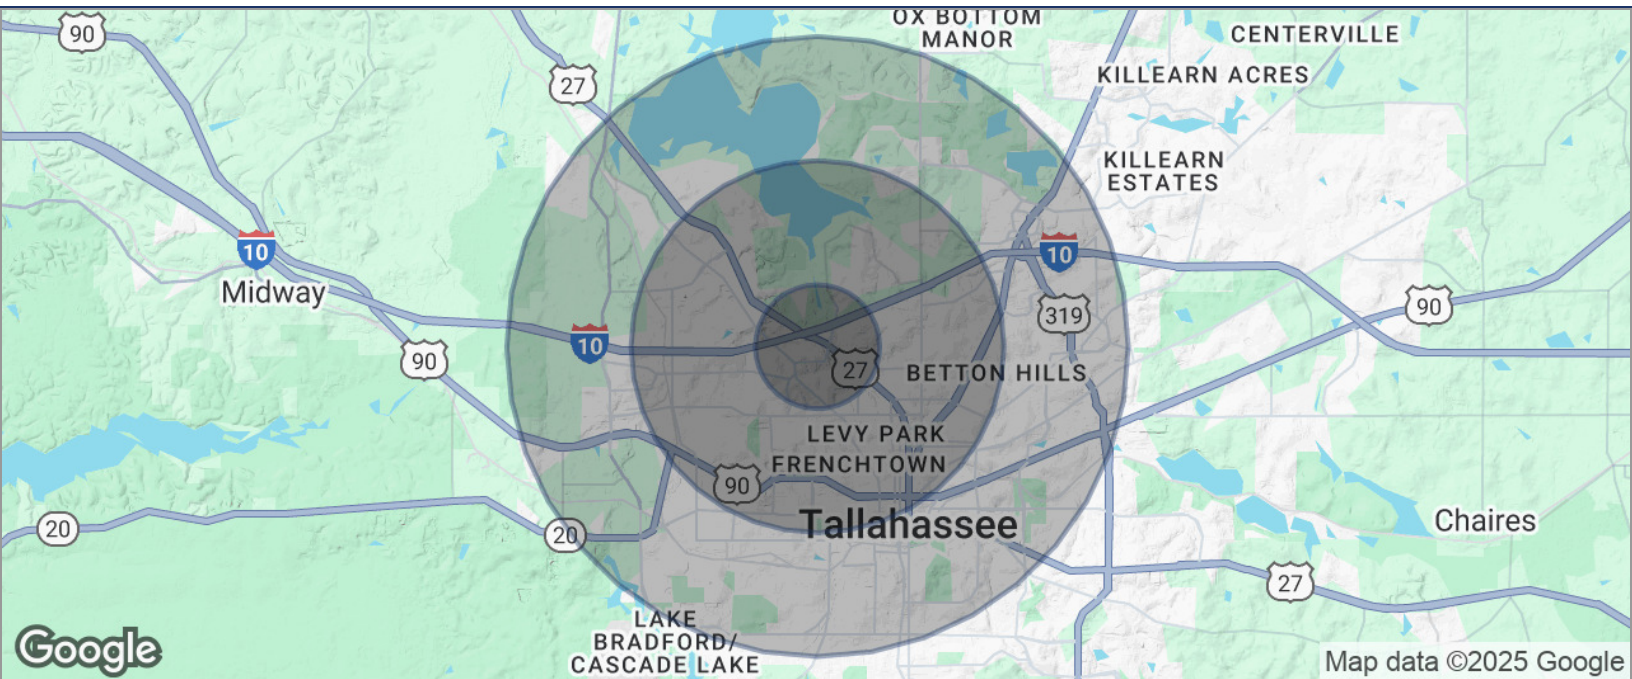 OX BOTTOM
MANOR
CENTERVILLE
90
KILLEARN ACRES
27
KILLEARN
ESTATES
10
10
Midway
90
319
10
90
27
BETTON HILLS
LEVY PARK
FRENCHTOWN
90
Tallahassee
Chaires
20
20
27
LAKE
BRADFORD/
CASCADE LAKE
Google
Map data ©2025 Google